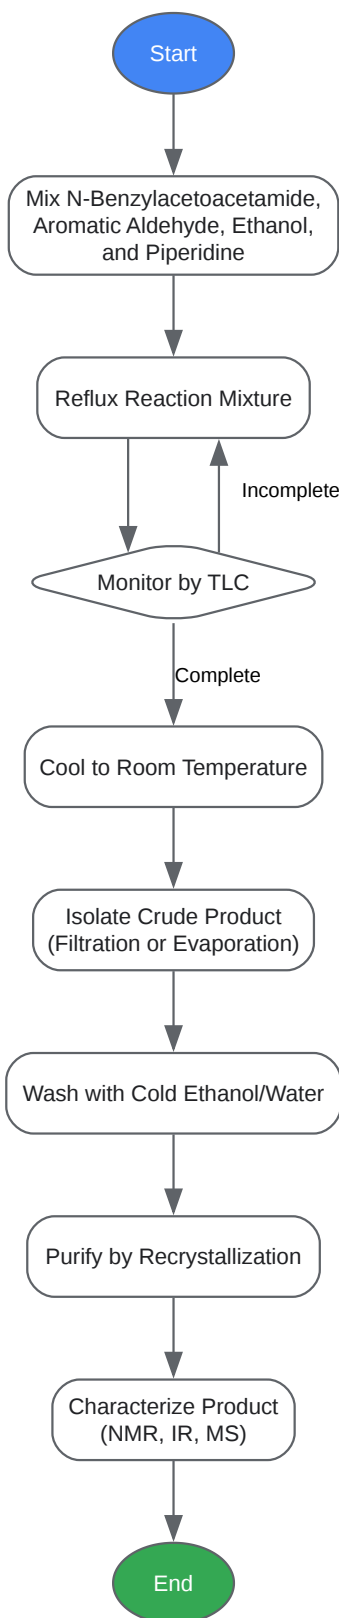 Start
Mix N-Benzylacetoacetamide,
Aromatic Aldehyde, Ethanol,
and Piperidine
Reflux Reaction Mixture
Incomplete
Monitor by TLC
Complete
Cool to Room Temperature
Isolate Crude Product
(Filtration or Evaporation)
Wash with Cold Ethanol/Water
Purify by Recrystallization
Characterize Product
(NMR, IR, MS)
End